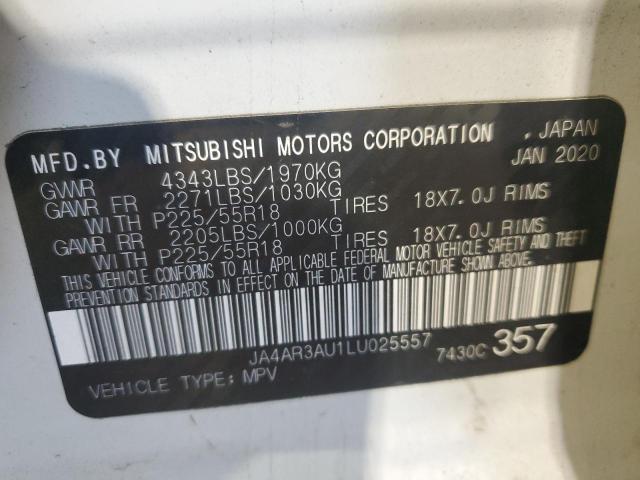 MFD.BY MITSUBISHI MOTORS CORPORATION , JAPAN
JAN 2020
GVWR 4343LBS/1970KG
GAWR FR 2271LBS/1030KG
WITH P225/55R18 TIRES 18X7.0J RIMS
GAWR RR 2205LBS/1000KG
WITH P225/55R18 TIRES 18X7.0J RIMS
THIS VEHICLE CONFORMS TO ALL APPLICABLE FEDERAL MOTOR VEHICLE SAFETY AND THEFT
PREVENTION STANDARDS IN EFFECT ON THE DATE OF MANUFACTURE SHOWN ABOVE.
JA4AR3AU1LU025557 7430C 357
VEHICLE TYPE: MPV